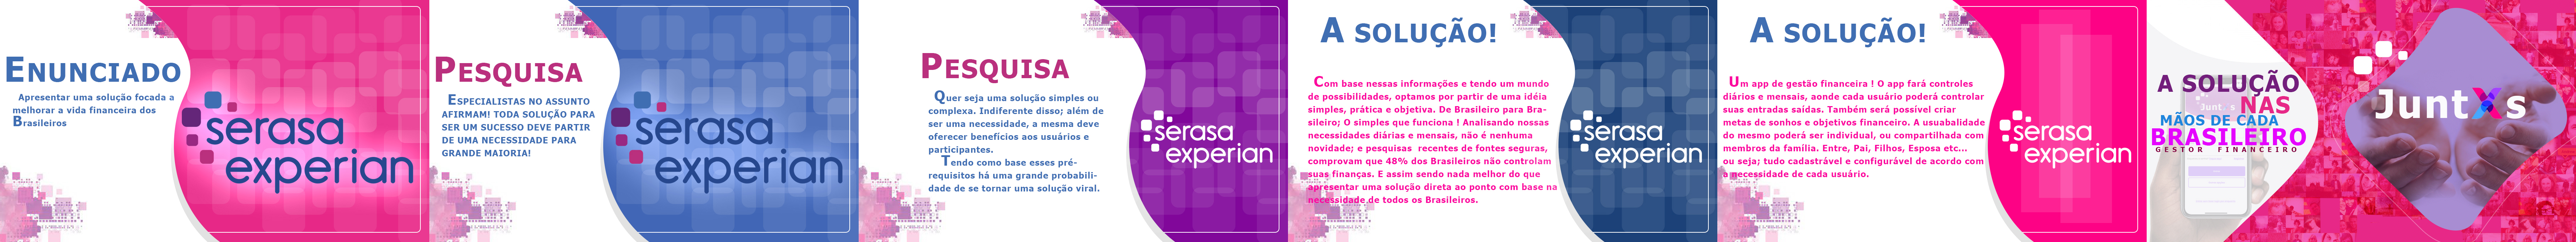 ENUNCIADO
Apresentar uma solução focada a
melhorar a vida financeira dos
Brasileiros
serasa
experian
PESQUISA
ESPECIALISTAS NO ASSUNTO
AFIRMAM! TODA SOLUÇÃO PARA
SER UM SUCESSO DEVE PARTIR
DE UMA NECESSIDADE PARA
GRANDE MAIORIA!
serasa
experian
PESQUISA
Quer seja uma solução simples ou
complexa. Indiferente disso; além de
ser uma necessidade, a mesma deve
oferecer benefícios aos usuários e
participantes.
Tendo como base esses pré-
requisitos há uma grande probabili-
dade de se tornar uma solução viral.
serasa
experian
A SOLUÇÃO!
Com base nessas informações e tendo um mundo
de possibilidades, optamos por partir de uma idéia
simples, prática e objetiva. De Brasileiro para Bra-
sileiro; O simples que funciona ! Analisando nossas
necessidades diárias e mensais, não é nenhuma
novidade; e pesquisas recentes de fontes seguras,
comprovam que 48% dos Brasileiros não controlam
suas finanças. E assim sendo nada melhor do que
apresentar uma solução direta ao ponto com base na
necessidade de todos os Brasileiros.
serasa
experian
A SOLUÇÃO!
Um app de gestão financeira ! O app fará controles
diários e mensais, aonde cada usuário poderá controlar
suas entradas saídas. Também será possível criar
metas de sonhos e objetivos financeiro. A usuabalidade
do mesmo poderá ser individual, ou compartilhada com
membros da família. Entre, Pai, Filhos, Esposa etc...
ou seja; tudo cadastrável e configurável de acordo com
a necessidade de cada usuário.
serasa
experian
A SOLUÇÃO
NAS
MÃOS DE CADA
BRASILEIRO
GESTOR FINANCEIRO
JuntXs